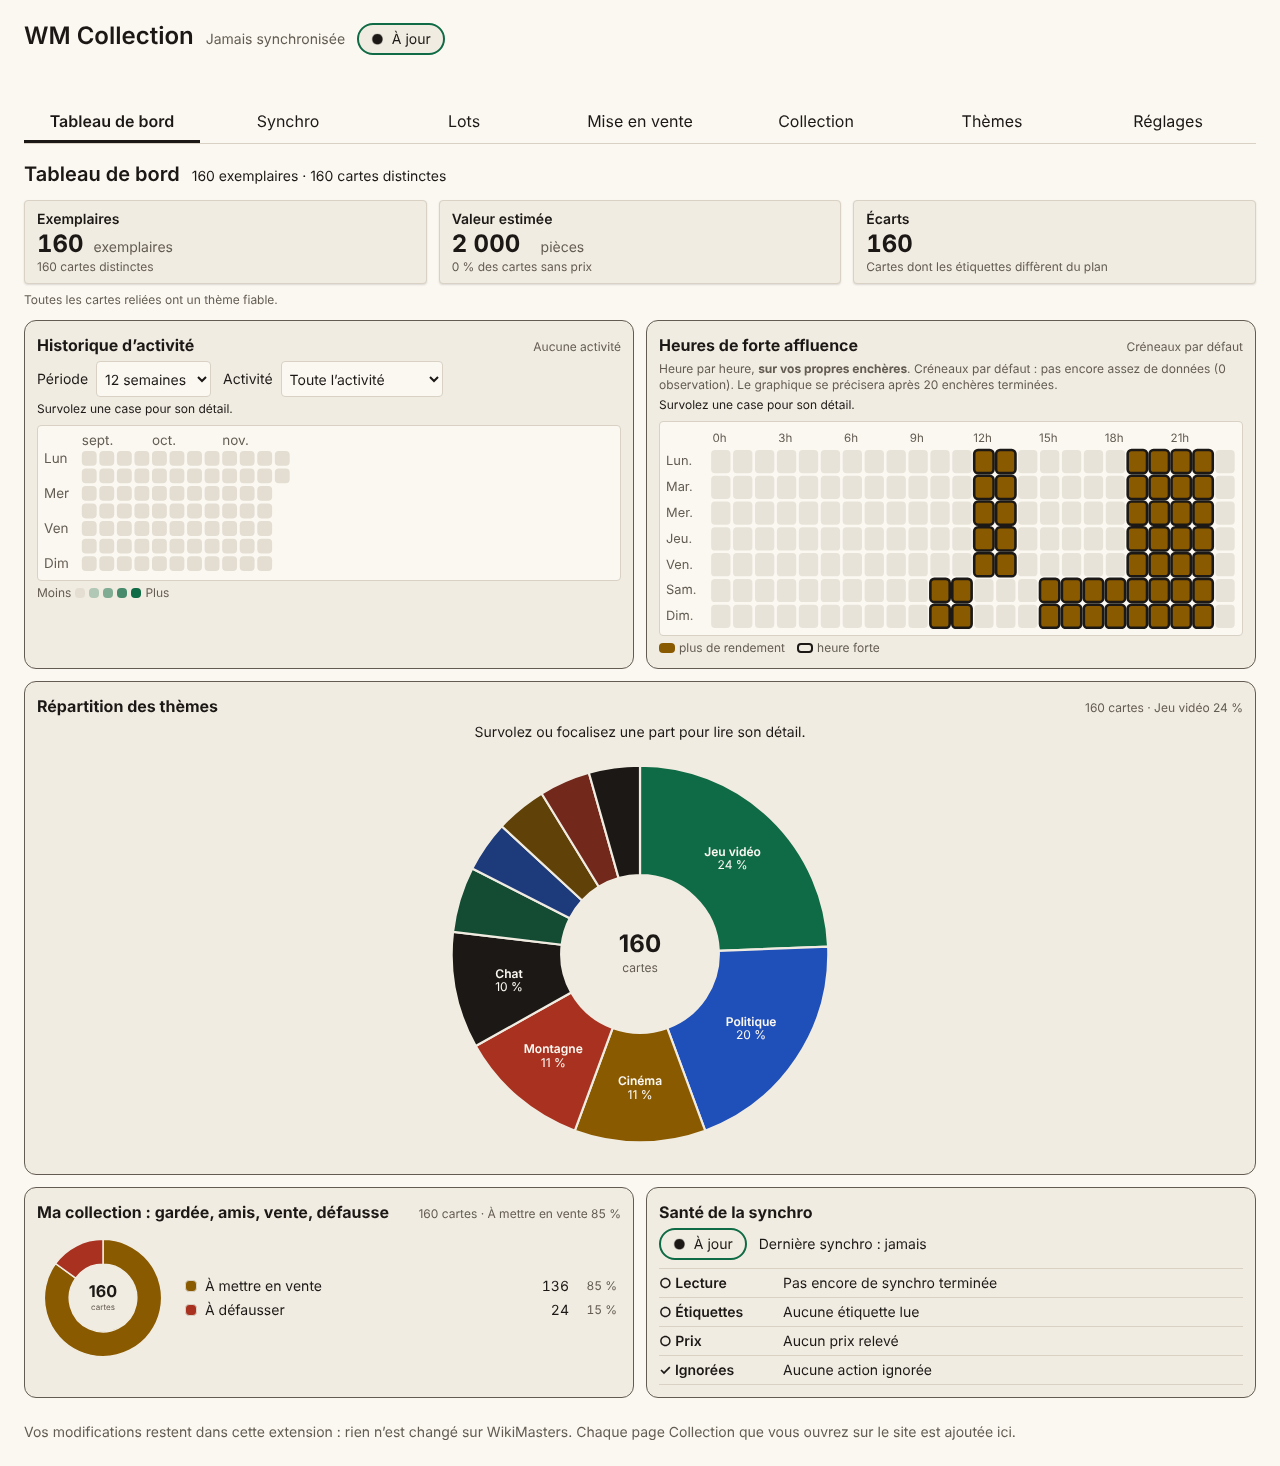 WM Collection Jamais synchronisée À jour
Tableau de bord Synchro Lots Mise en vente Collection Thèmes Réglages
Tableau de bord 160 exemplaires · 160 cartes distinctes
Exemplaires
160 exemplaires
160 cartes distinctes
Valeur estimée
2 000 pièces
0 % des cartes sans prix
Écarts
160
Cartes dont les étiquettes diffèrent du plan
Toutes les cartes reliées ont un thème fiable.
Historique d’activité Aucune activité
Période 12 semaines Activité Toute l’activité
Survolez une case pour son détail.
sept. oct. nov.
Lun
Mer
Ven
Dim
Moins Plus
Heures de forte affluence Créneaux par défaut
Heure par heure, sur vos propres enchères. Créneaux par défaut : pas encore assez de données (0
observation). Le graphique se précisera après 20 enchères terminées.
Survolez une case pour son détail.
0h 3h 6h 9h 12h 15h 18h 21h
Lun.
Mar.
Mer.
Jeu.
Ven.
Sam.
Dim.
plus de rendement heure forte
Répartition des thèmes 160 cartes · Jeu vidéo 24 %
Survolez ou focalisez une part pour lire son détail.
Jeu vidéo
24 %
160
cartes
Chat
10 %
Politique
20 %
Montagne
11 %
Cinéma
11 %
Ma collection : gardée, amis, vente, défausse 160 cartes · À mettre en vente 85 %
160
cartes
À mettre en vente 136 85 %
À défausser 24 15 %
Santé de la synchro
À jour Dernière synchro : jamais
Lecture Pas encore de synchro terminée
Étiquettes Aucune étiquette lue
Prix Aucun prix relevé
Ignorées Aucune action ignorée
Vos modifications restent dans cette extension : rien n’est changé sur WikiMasters. Chaque page Collection que vous ouvrez sur le site est ajoutée ici.